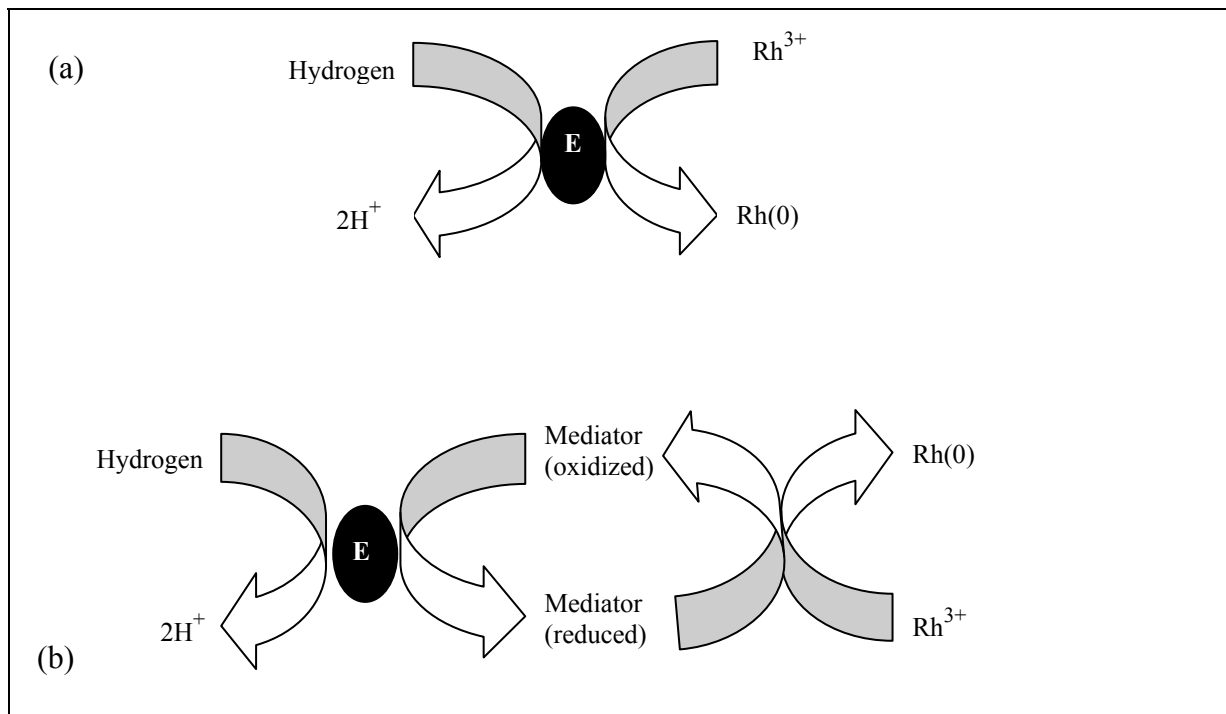 (a)
Hydrogen
Rh³⁺
E
2H⁺
Rh(0)
Hydrogen
Mediator
(oxidized)
Rh(0)
E
2H⁺
Mediator
(reduced)
Rh³⁺
(b)